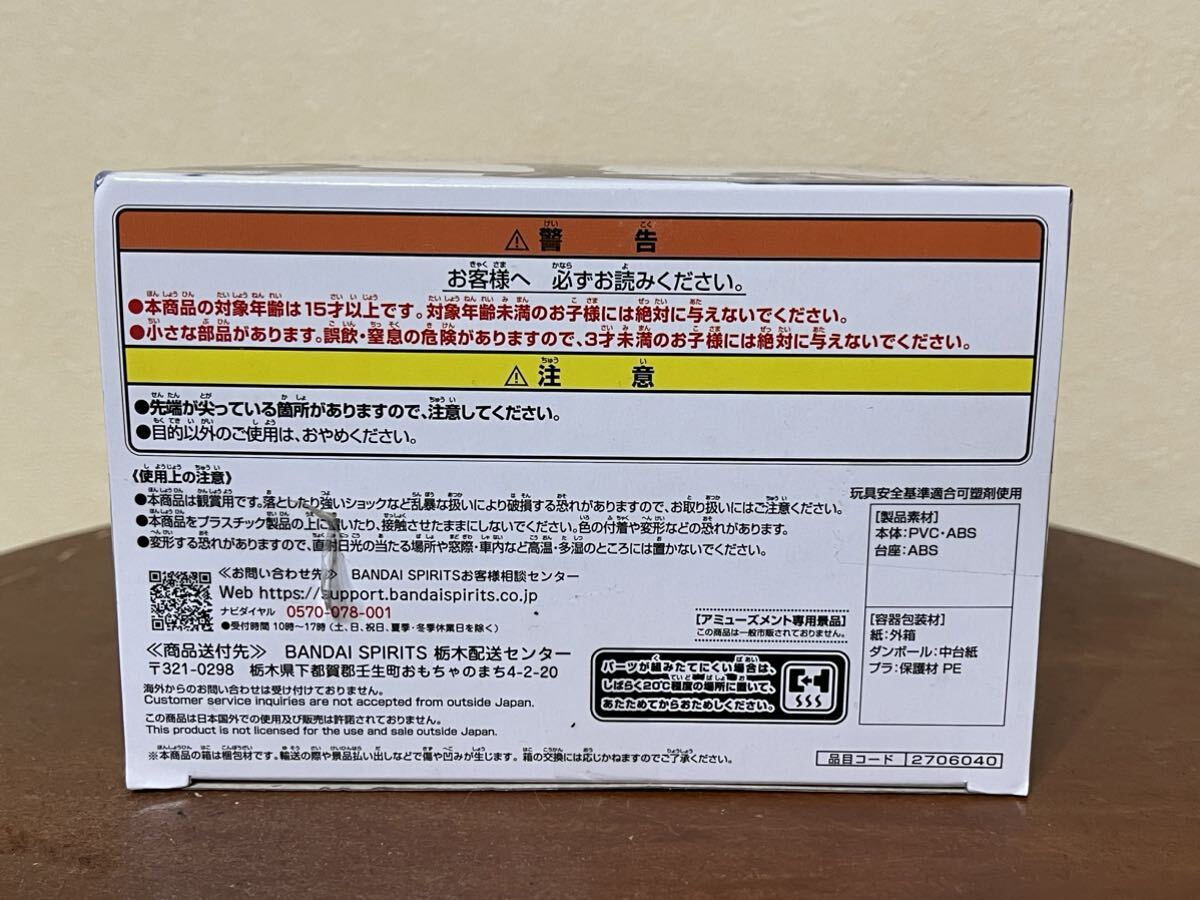 ⚠警告
お客様へ 必ずお読みください。
●本商品の対象年齢は15才以上です。対象年齢未満のお子様には絶対に与えないでください。
●小さな部品があります。誤飲・窒息の危険がありますので、3才未満のお子様には絶対に与えないでください。
⚠注意
●先端が尖っている箇所がありますので、注意してください。
●目的以外のご使用は、おやめください。
《使用上の注意》
●本商品は観賞用です。落としたり強いショックなど乱暴な扱いにより破損する恐れがありますので、お取り扱いにはご注意ください。
●本商品をプラスチック製品の上に置いたり、接触させたままにしないでください。色の付着や変形などの恐れがあります。
●変形する恐れがありますので、直射日光の当たる場所や窓際・車内など高温・多湿のところには置かないでください。
≪お問い合わせ先≫ BANDAI SPIRITSお客様相談センター
Web https://support.bandaispirits.co.jp
ナビダイヤル 0570-078-001
●受付時間 10時〜17時(土、日、祝日、夏季・冬季休業日を除く)
≪商品送付先≫ BANDAI SPIRITS 栃木配送センター
〒321-0298 栃木県下都賀郡壬生町おもちゃのまち4-2-20
海外からのお問い合わせは受け付けておりません。
Customer service inquiries are not accepted from outside Japan.
この商品は日本国外での使用及び販売は許諾されておりません。
This product is not licensed for the use and sale outside Japan.
※本商品の箱は梱包材です。輸送の際や景品払い出しなどで傷や凹みが生じます。箱の交換には応じかねますのでご了承ください。
[アミューズメント専用景品]
この商品は一般市販されておりません。
パーツが組みたてにくい場合は、
しばらく20℃程度の場所に置いて、
あたためてからおためしください。
玩具安全基準適合可塑剤使用
[製品素材]
本体:PVC・ABS
台座:ABS
[容器包装材]
紙:外箱
ダンボール:中台紙
プラ:保護材 PE
品目コード 2706040